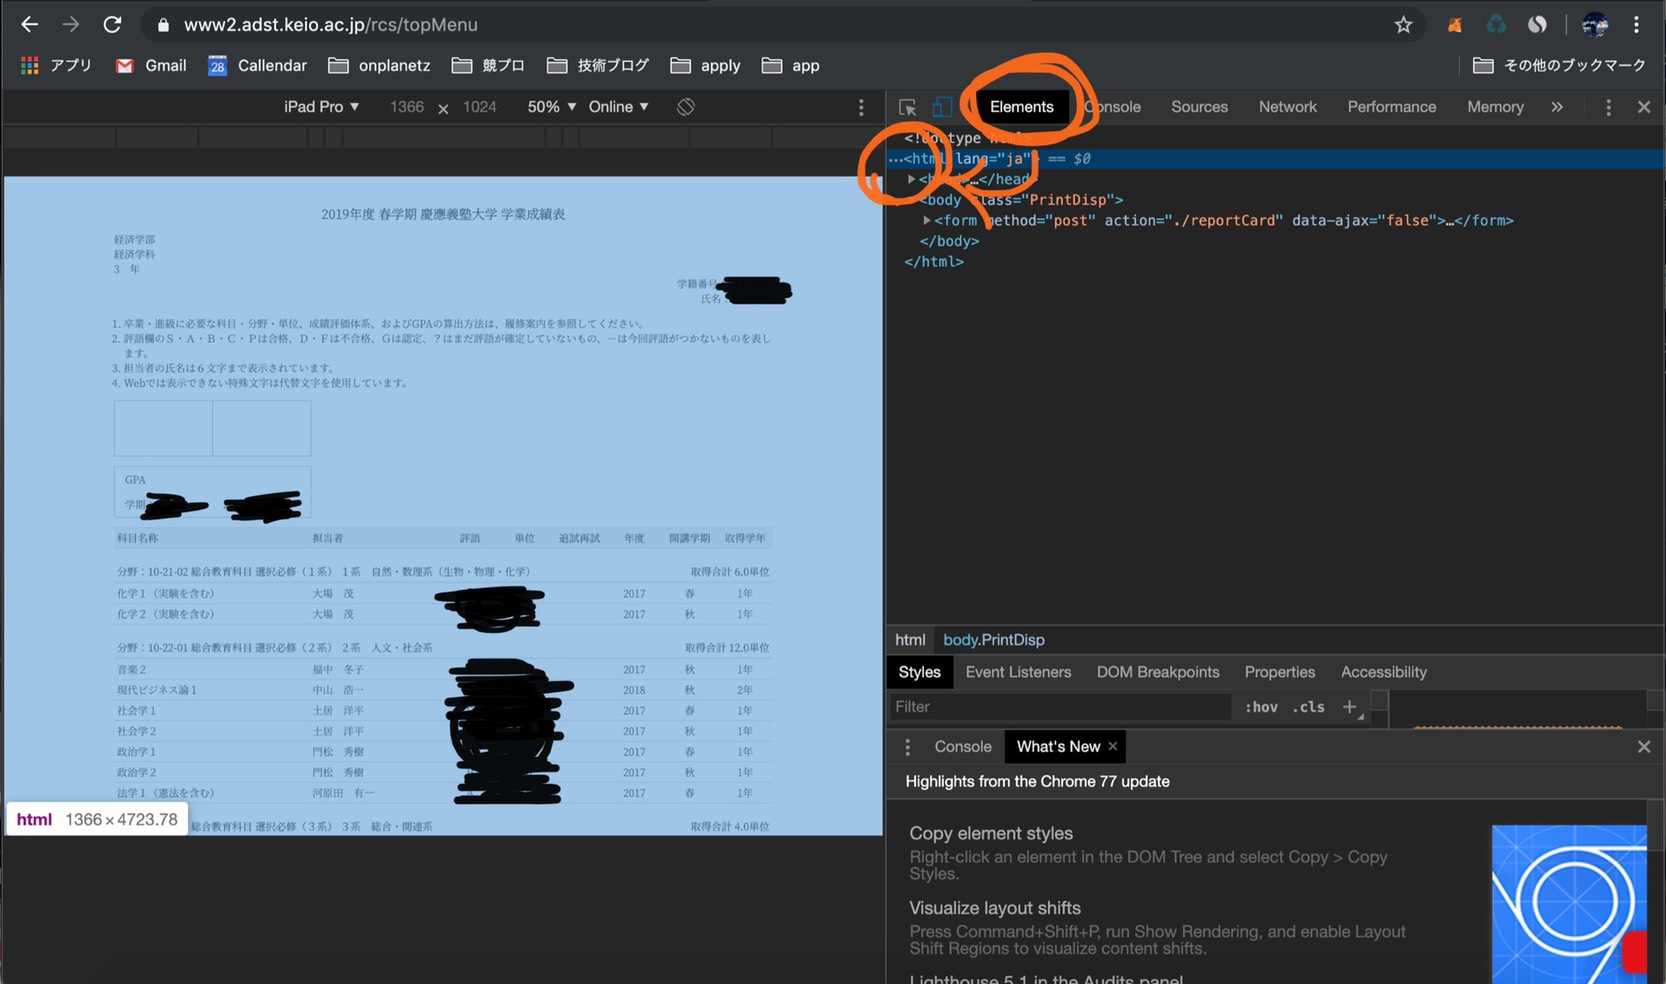 www2.adst.keio.ac.jp/rcs/topMenu
アプリ Gmail 28 Callendar onplanetz 競プロ 技術ブログ apply app その他のブックマーク
iPad Pro ▼ 1366 × 1024 50% ▼ Online ▼
Elements Console Sources Network Performance Memory »
<!doctype html>
…<html lang="ja"> == $0
▶<head>…</head>
<body class="PrintDisp">
▶<form method="post" action="./reportCard" data-ajax="false">…</form>
</body>
</html>
2019年度 春学期 慶應義塾大学 学業成績表
経済学部
経済学科
3 年
学籍番号
氏名：
1. 卒業・進級に必要な科目・分野・単位、成績評価体系、およびGPAの算出方法は、履修案内を参照してください。
2. 評語欄のＳ・Ａ・Ｂ・Ｃ・Ｐは合格、Ｄ・Ｆは不合格、Ｇは認定、？はまだ評語が確定していないもの、－は今回評語がつかないものを表し
ます。
3. 担当者の氏名は６文字まで表示されています。
4. Webでは表示できない特殊文字は代替文字を使用しています。
GPA
学期
科目名称 担当者 評語 単位 追試再試 年度 開講学期 取得学年
分野：10-21-02 総合教育科目 選択必修（１系）１系 自然・数理系（生物・物理・化学） 取得合計 6.0単位
化学１（実験を含む） 大場 茂 2017 春 1年
化学２（実験を含む） 大場 茂 2017 秋 1年
分野：10-22-01 総合教育科目 選択必修（２系）２系 人文・社会系 取得合計 12.0単位
音楽２ 福中 冬子 2017 秋 1年
現代ビジネス論１ 中山 浩一 2018 秋 2年
社会学１ 土居 洋平 2017 春 1年
社会学２ 土居 洋平 2017 秋 1年
政治学１ 門松 秀樹 2017 春 1年
政治学２ 門松 秀樹 2017 秋 1年
法学１（憲法を含む） 河原田 有一 2017 春 1年
総合教育科目 選択必修（３系）３系 総合・関連系 取得合計 4.0単位
html 1366 × 4723.78
html body.PrintDisp
Styles Event Listeners DOM Breakpoints Properties Accessibility
Filter :hov .cls +
Console What's New ×
Highlights from the Chrome 77 update
Copy element styles
Right-click an element in the DOM Tree and select Copy > Copy
Styles.
Visualize layout shifts
Press Command+Shift+P, run Show Rendering, and enable Layout
Shift Regions to visualize content shifts.
Lighthouse 5.1 in the Audits panel